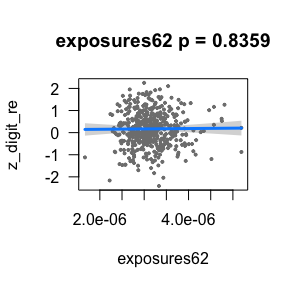 exposures62 p = 0.8359
z_digit_re
2
1
0
-1
-2
2.0e-06 4.0e-06
exposures62